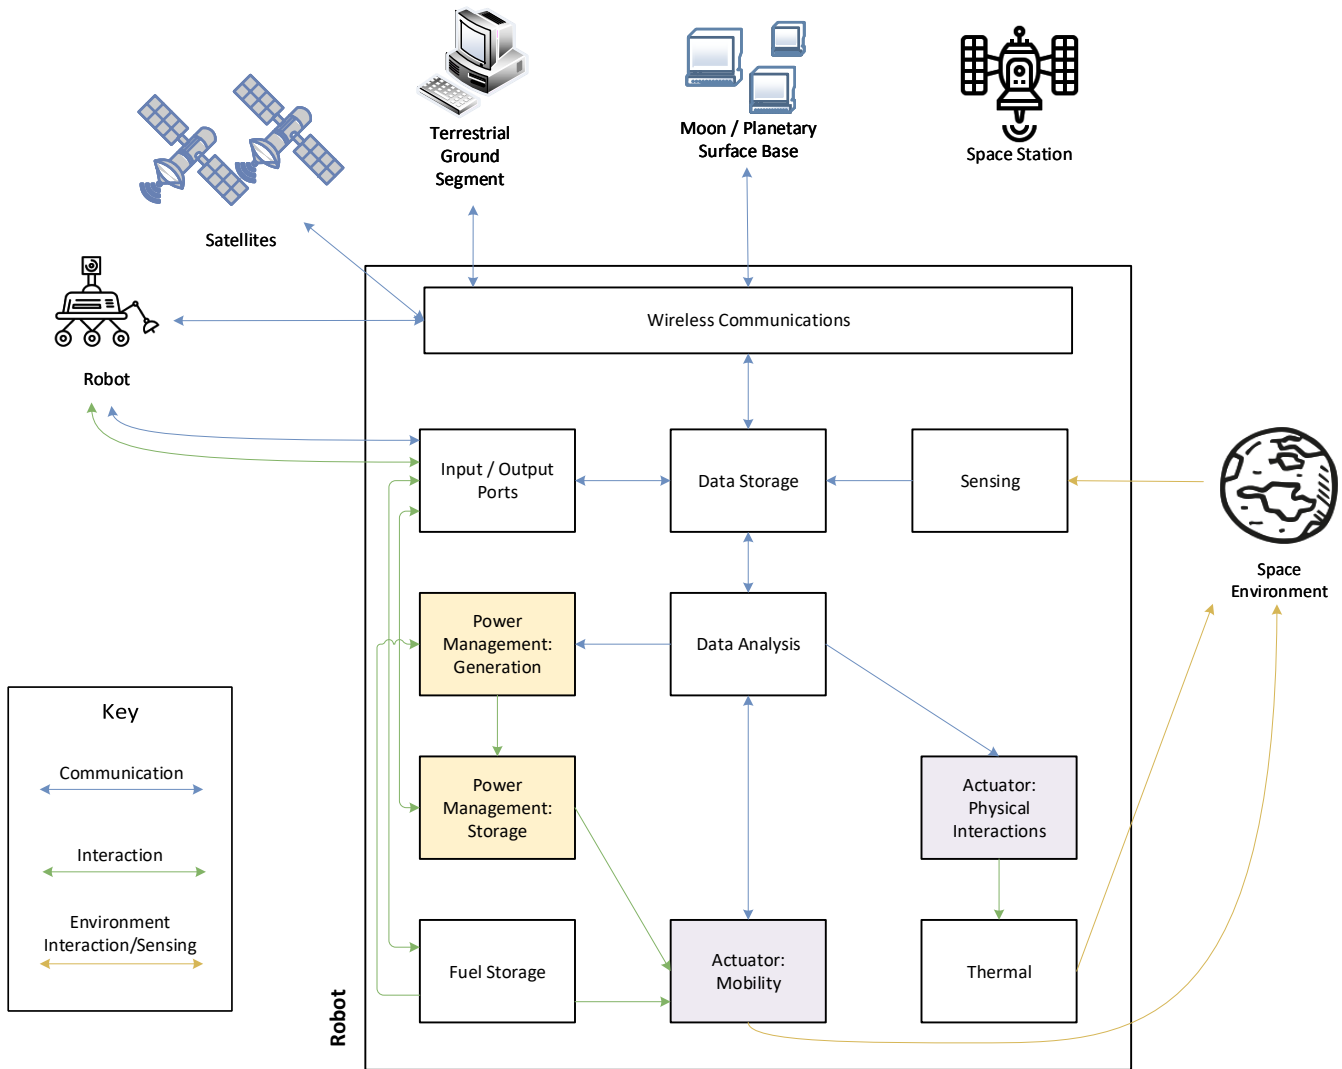 Terrestrial
Ground
Segment
Moon / Planetary
Surface Base
Space Station
Satellites
Robot
Wireless Communications
Input / Output
Ports
Data Storage
Sensing
Space
Environment
Power
Management:
Generation
Data Analysis
Key
Communication
Interaction
Environment
Interaction/Sensing
Power
Management:
Storage
Actuator:
Physical
Interactions
Fuel Storage
Actuator:
Mobility
Thermal
Robot